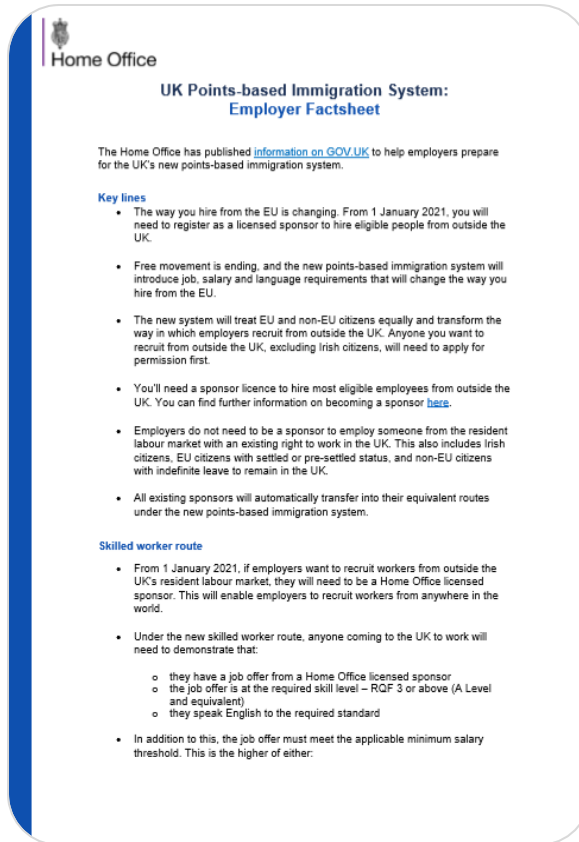 Home Office
UK Points-based Immigration System:
Employer Factsheet
The Home Office has published information on GOV.UK to help employers prepare
for the UK's new points-based immigration system.
Key lines
• The way you hire from the EU is changing. From 1 January 2021, you will
need to register as a licensed sponsor to hire eligible people from outside the
UK.
• Free movement is ending, and the new points-based immigration system will
introduce job, salary and language requirements that will change the way you
hire from the EU.
• The new system will treat EU and non-EU citizens equally and transform the
way in which employers recruit from outside the UK. Anyone you want to
recruit from outside the UK, excluding Irish citizens, will need to apply for
permission first.
• You'll need a sponsor licence to hire most eligible employees from outside the
UK. You can find further information on becoming a sponsor here.
• Employers do not need to be a sponsor to employ someone from the resident
labour market with an existing right to work in the UK. This also includes Irish
citizens, EU citizens with settled or pre-settled status, and non-EU citizens
with indefinite leave to remain in the UK.
• All existing sponsors will automatically transfer into their equivalent routes
under the new points-based immigration system.
Skilled worker route
• From 1 January 2021, if employers want to recruit workers from outside the
UK's resident labour market, they will need to be a Home Office licensed
sponsor. This will enable employers to recruit workers from anywhere in the
world.
• Under the new skilled worker route, anyone coming to the UK to work will
need to demonstrate that:
o they have a job offer from a Home Office licensed sponsor
o the job offer is at the required skill level – RQF 3 or above (A Level
and equivalent)
o they speak English to the required standard
• In addition to this, the job offer must meet the applicable minimum salary
threshold. This is the higher of either: